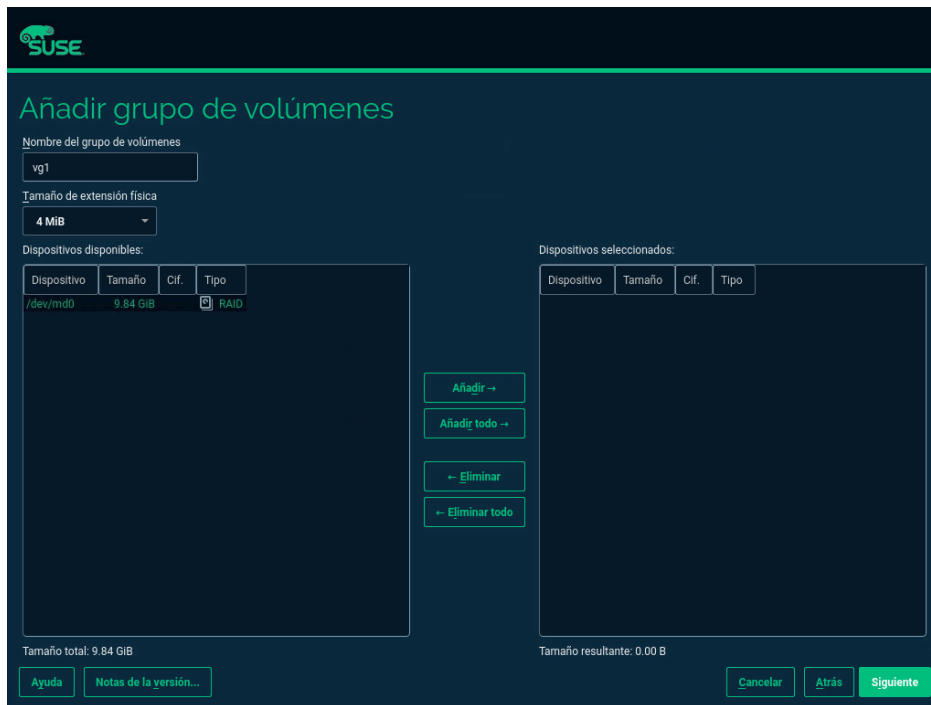 SUSE
Añadir grupo de volúmenes
Nombre del grupo de volúmenes
vg1
Tamaño de extensión física
4 MiB
Dispositivos disponibles:
Dispositivo Tamaño Cif. Tipo
/dev/md0 9.84 GiB RAID
Tamaño total: 9.84 GiB
Añadir →
Añadir todo →
← Eliminar
← Eliminar todo
Dispositivos seleccionados:
Dispositivo Tamaño Cif. Tipo
Tamaño resultante: 0.00 B
Ayuda Notas de la versión... Cancelar Atrás Siguiente